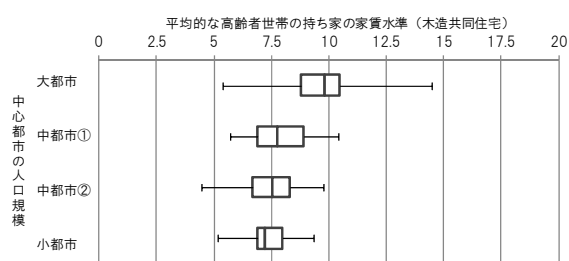 平均的な高齢者世帯の持ち家の家賃水準（木造共同住宅）
0 2.5 5 7.5 10 12.5 15 17.5 20
中心都市の人口規模
大都市
中都市①
中都市②
小都市